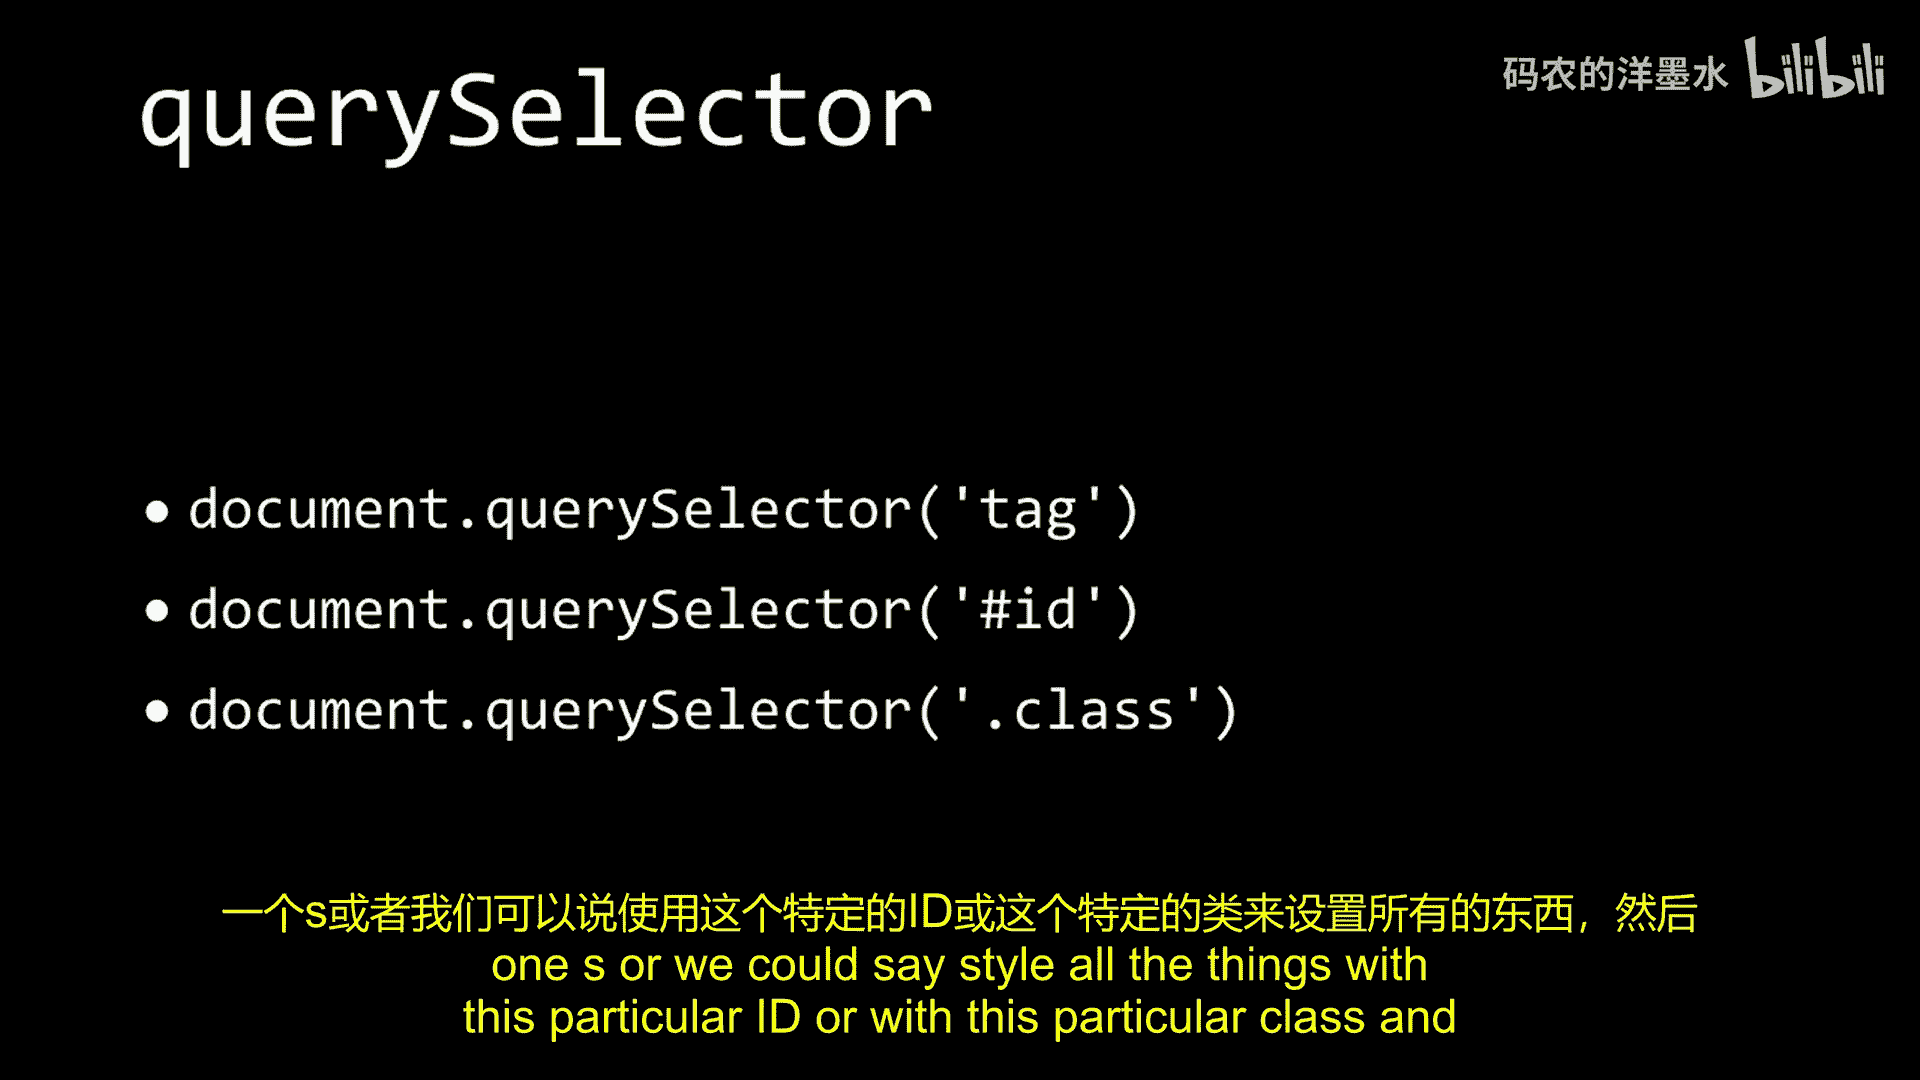 querySelector
码农的洋墨水 bilibili
• document.querySelector('tag')
• document.querySelector('#id')
• document.querySelector('.class')
一个s或者我们可以说使用这个特定的ID或这个特定的类来设置所有的东西，然后
one s or we could say style all the things with
this particular ID or with this particular class and